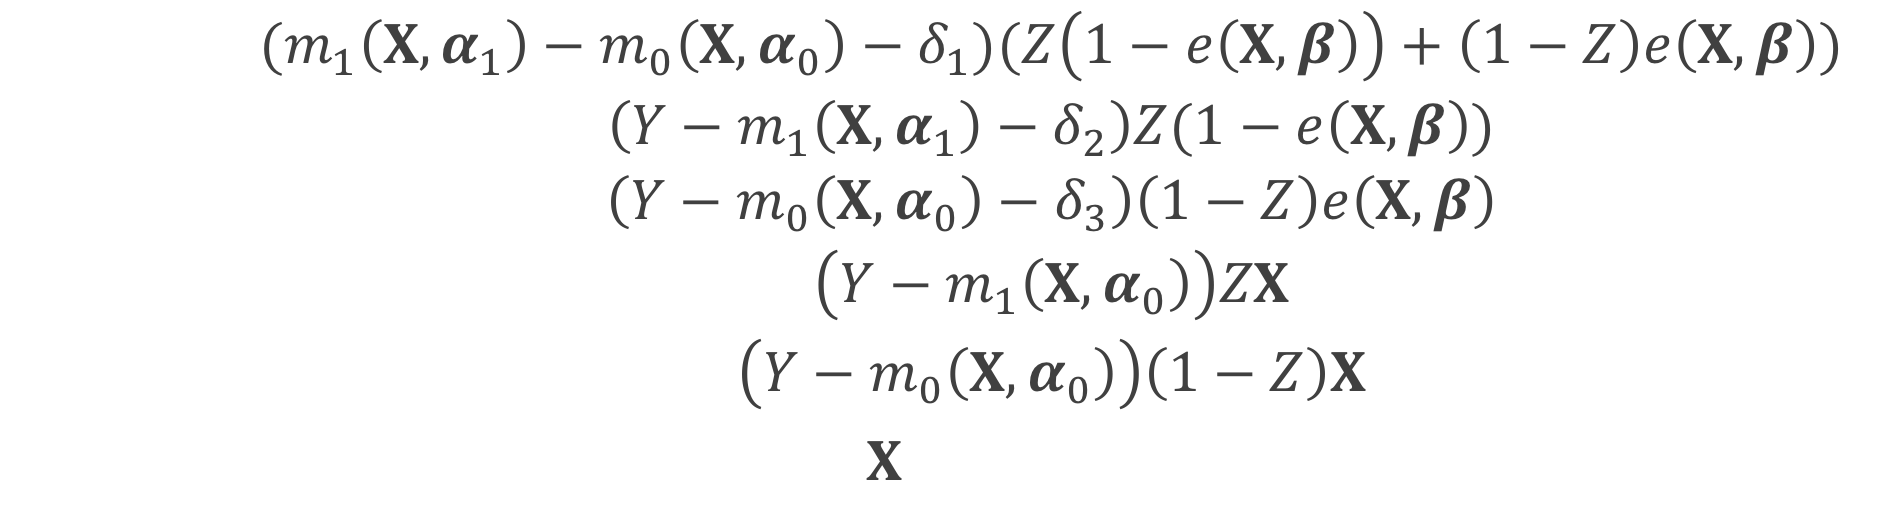 (m₁(𝐗, 𝜶₁) − m₀(𝐗, 𝜶₀) − δ₁)(Z(1 − e(𝐗, 𝜷)) + (1 − Z)e(𝐗, 𝜷))
(Y − m₁(𝐗, 𝜶₁) − δ₂)Z(1 − e(𝐗, 𝜷))
(Y − m₀(𝐗, 𝜶₀) − δ₃)(1 − Z)e(𝐗, 𝜷)
(Y − m₁(𝐗, 𝜶₀))Z𝐗
(Y − m₀(𝐗, 𝜶₀))(1 − Z)𝐗
𝐗